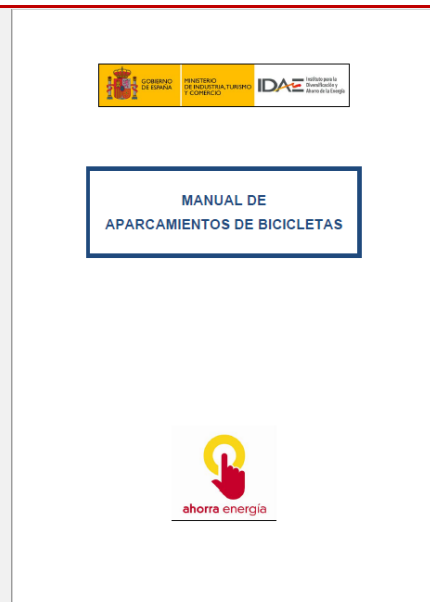 GOBIERNO
DE ESPAÑA
MINISTERIO
DE INDUSTRIA, TURISMO
Y COMERCIO
IDAE
Instituto para la
Diversificación y
Ahorro de la Energía
MANUAL DE
APARCAMIENTOS DE BICICLETAS
ahorra energía